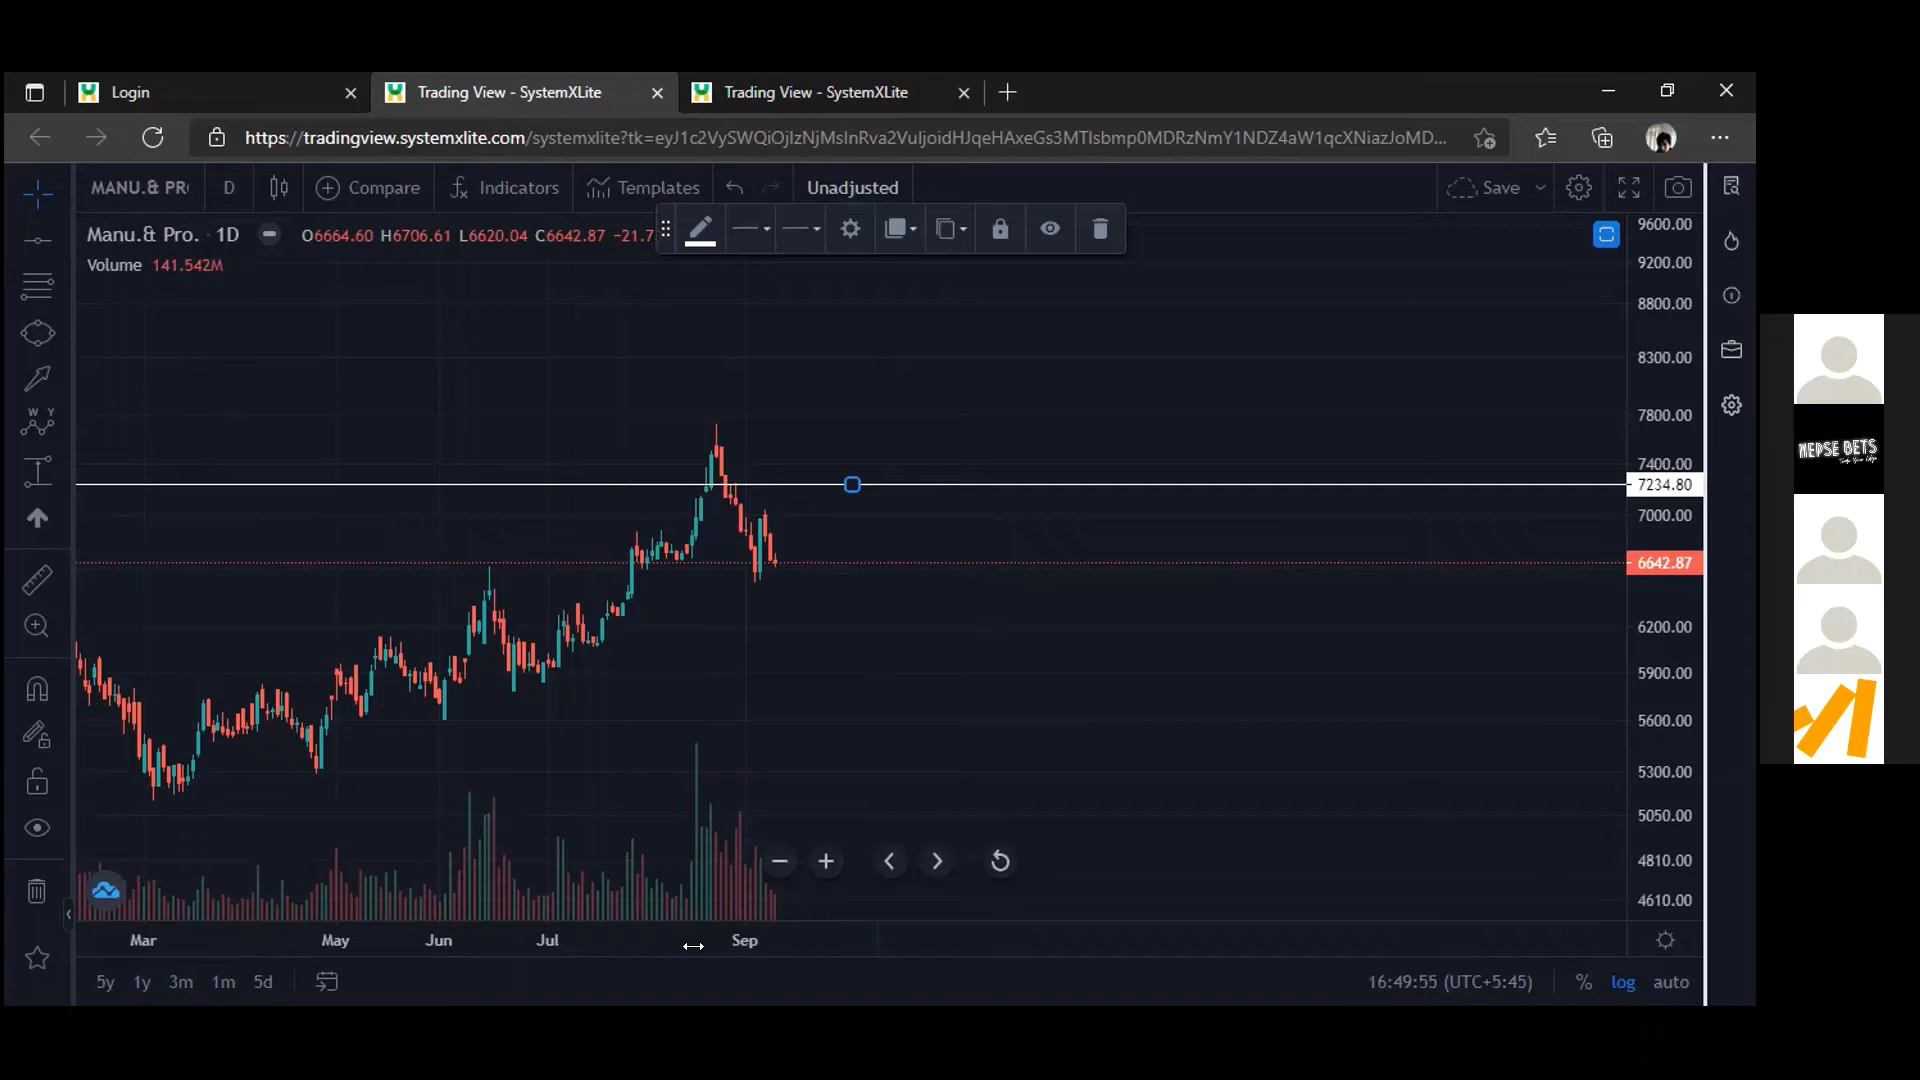 Login
Trading View - SystemXLite
Trading View - SystemXLite
https://tradingview.systemxlite.com/systemxlite?tk=eyJ1c2VySWQiOjIzNjMsInRva2VuIjoidHJqeHAxeGs3MTIsbmp0MDRzNmY1NDZ4aW1qcXNiazJoMD...
MANU.& PR
D
Compare
Indicators
Templates
Unadjusted
Save
Manu.& Pro. · 1D
O6664.60 H6706.61 L6620.04 C6642.87 −21.7
Volume 141.542M
9600.00
9200.00
8800.00
8300.00
7800.00
7400.00
7234.80
7000.00
6642.87
6200.00
5900.00
5600.00
5300.00
5050.00
4810.00
4610.00
W Y
NEPSE BETS
Mar
May
Jun
Jul
Sep
5y 1y 3m 1m 5d
16:49:55 (UTC+5:45)
% log auto